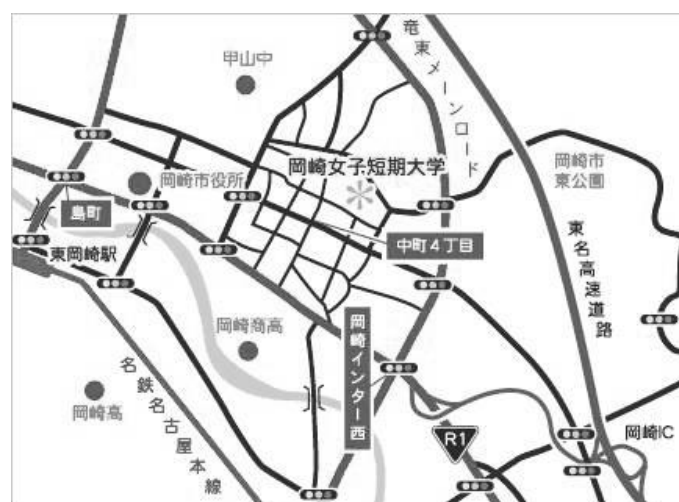 甲山中
竜東メーンロード
岡崎女子短期大学
岡崎市役所
岡崎市
東公園
島町
東岡崎駅
中町4丁目
東名高速道路
岡崎商高
岡崎インター西
岡崎高
名鉄名古屋本線
R1
岡崎IC